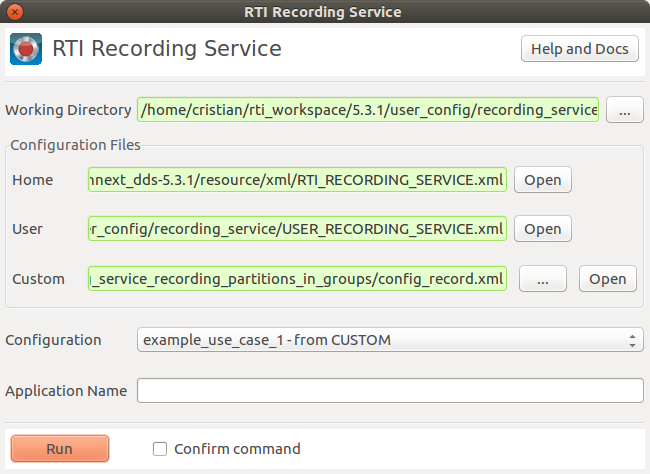 RTI Recording Service
RTI Recording Service
Help and Docs
Working Directory /home/cristian/rti_workspace/5.3.1/user_config/recording_service ...
Configuration Files
Home nnext_dds-5.3.1/resource/xml/RTI_RECORDING_SERVICE.xml Open
User er_config/recording_service/USER_RECORDING_SERVICE.xml Open
Custom _service_recording_partitions_in_groups/config_record.xml ... Open
Configuration example_use_case_1 - from CUSTOM
Application Name
Run Confirm command